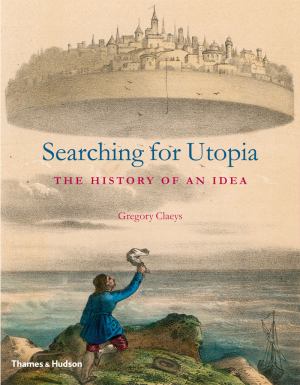 Searching for Utopia
THE HISTORY OF AN IDEA
Gregory Claeys
Thames & Hudson